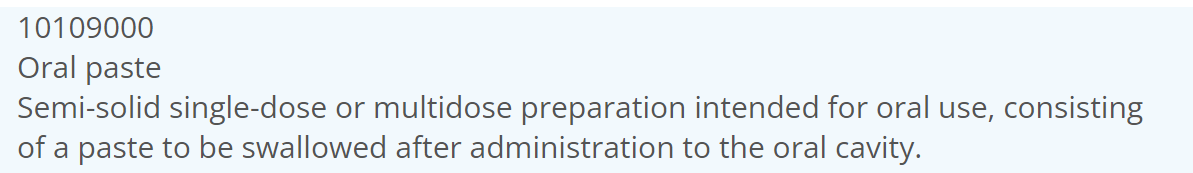 10109000
Oral paste
Semi-solid single-dose or multidose preparation intended for oral use, consisting
of a paste to be swallowed after administration to the oral cavity.